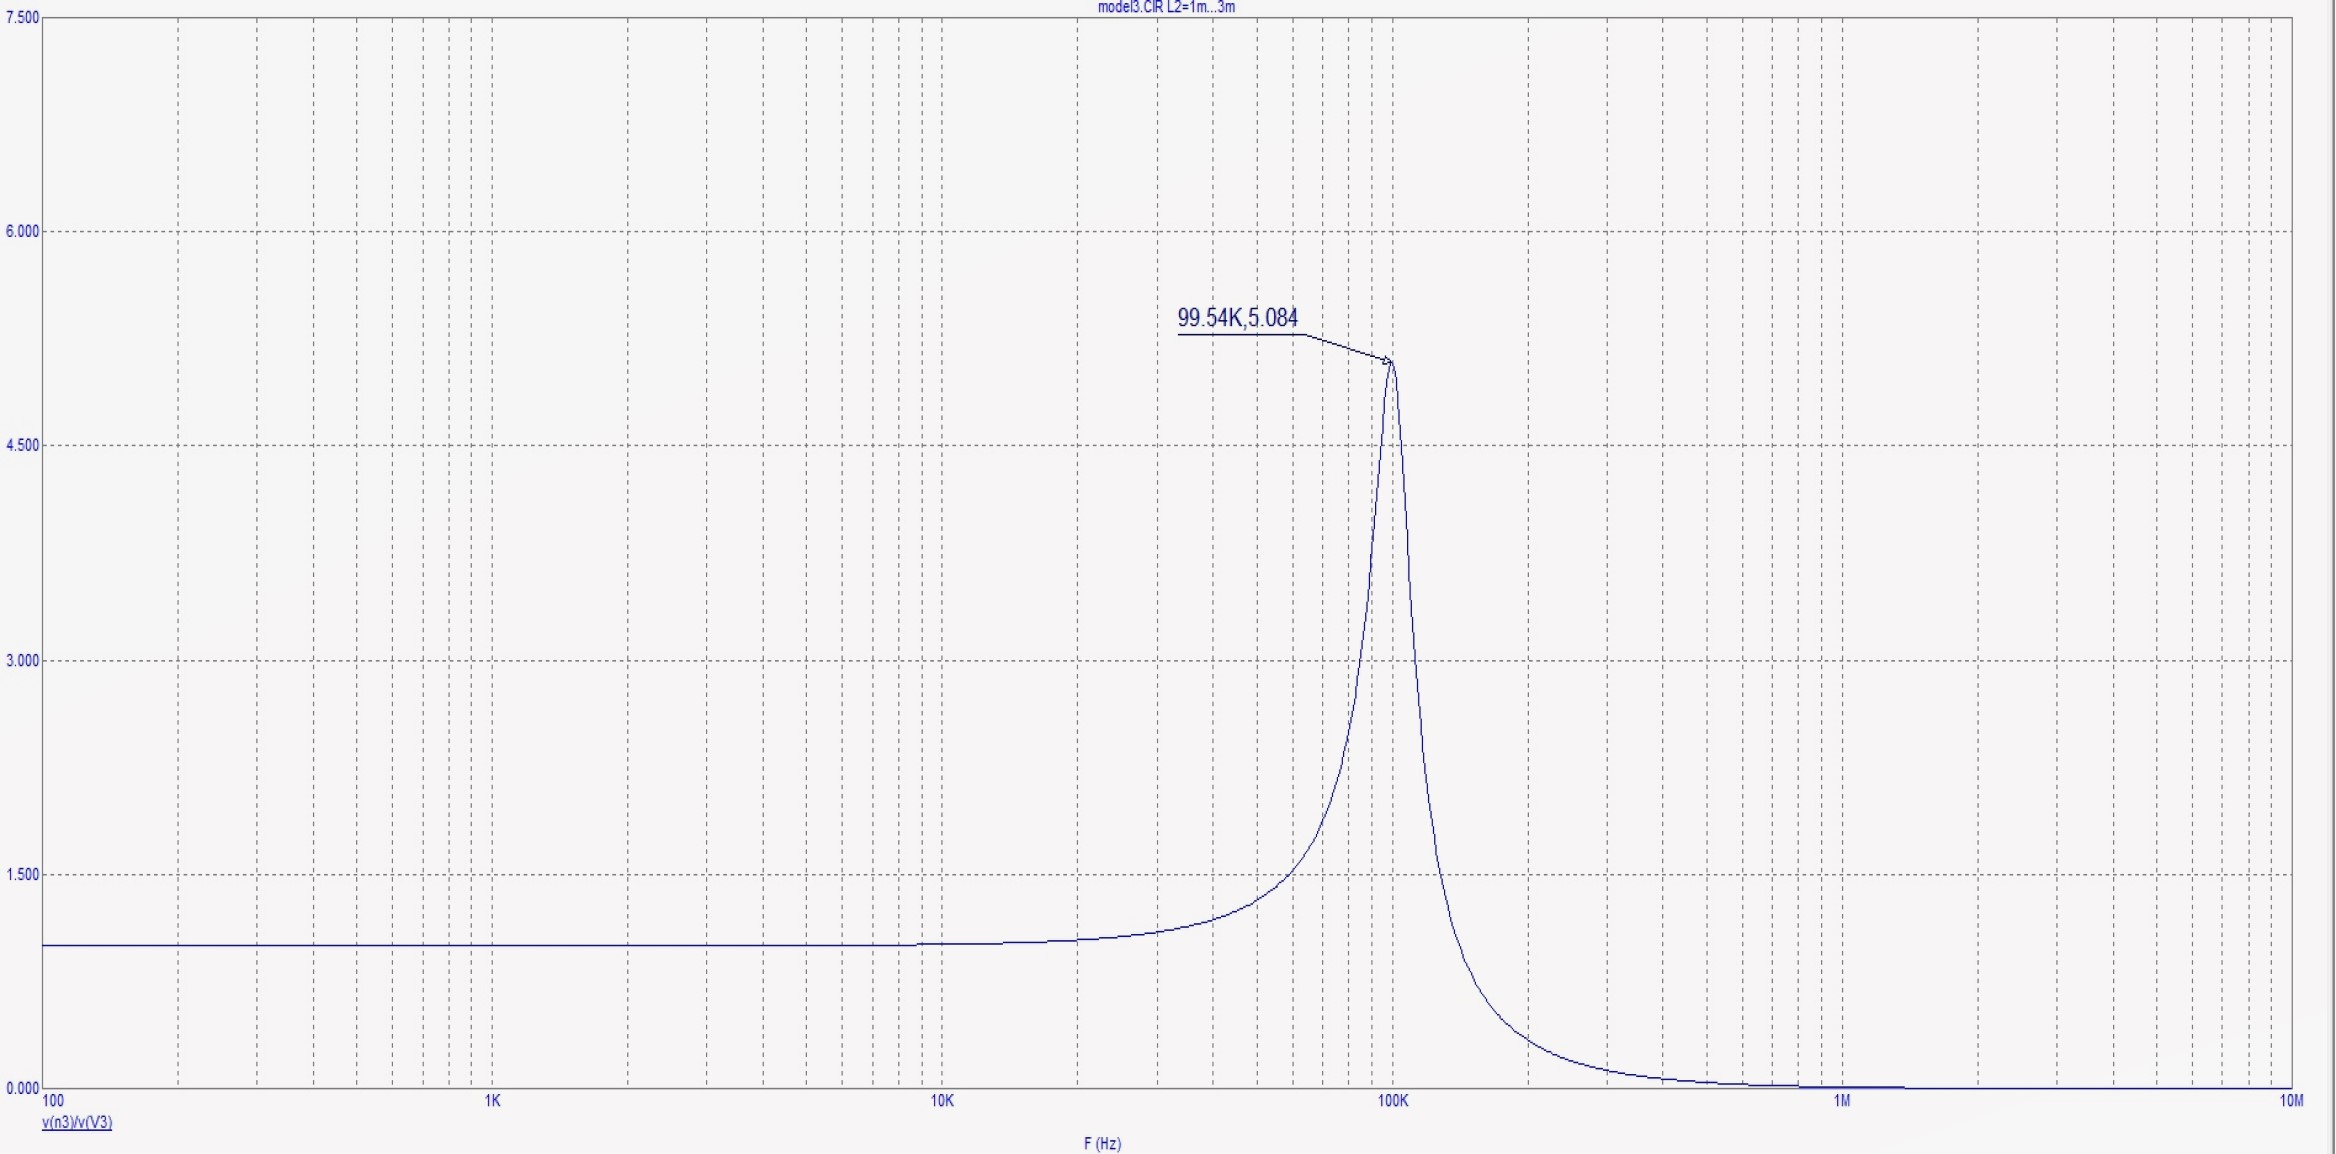 model3.CIR L2=1m...3m
7.500
6.000
99.54K,5.084
4.500
3.000
1.500
0.000
100 1K 10K 100K 1M 10M
v(n3)/v(V3)
F (Hz)